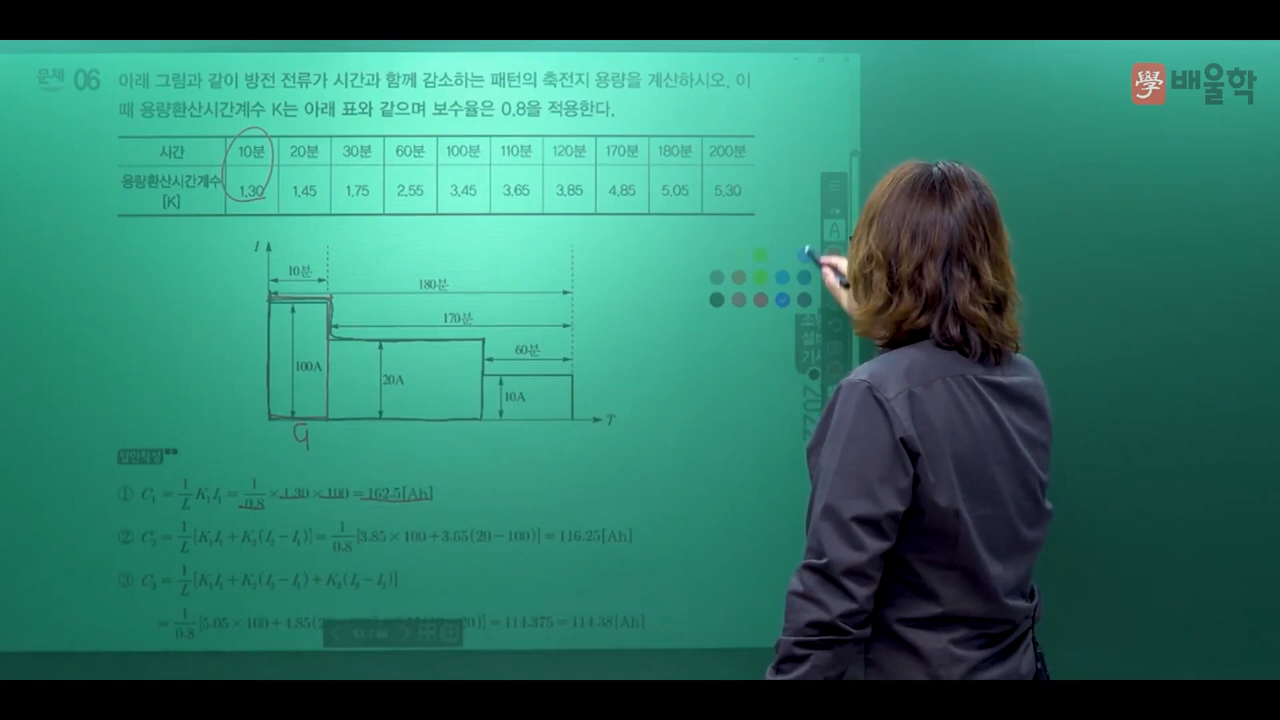 學 배울학
문제 06 아래 그림과 같이 방전 전류가 시간과 함께 감소하는 패턴의 축전지 용량을 계산하시오. 이
때 용량환산시간계수 K는 아래 표와 같으며 보수율은 0.8을 적용한다.
시간 10분 20분 30분 60분 100분 110분 120분 170분 180분 200분
용량환산시간계수 [K] 1.30 1.45 1.75 2.55 3.45 3.65 3.85 4.85 5.05 5.30
I
10분
180분
170분
60분
100A
20A
10A
T
C₁
답안작성
① C₁ = 1/L K₁I₁ = 1/0.8 × 1.30 × 100 = 162.5[Ah]
② C₂ = 1/L [K₁I₁ + K₂(I₂ − I₁)] = 1/0.8 [3.85 × 100 + 3.65(20 − 100)] = 116.25[Ah]
③ C₃ = 1/L [K₁I₁ + K₂(I₂ − I₁) + K₃(I₃ − I₂)]
= 1/0.8 [5.05 × 100 + 4.85(2 20)] = 114.375 = 114.38[Ah]
A
2022